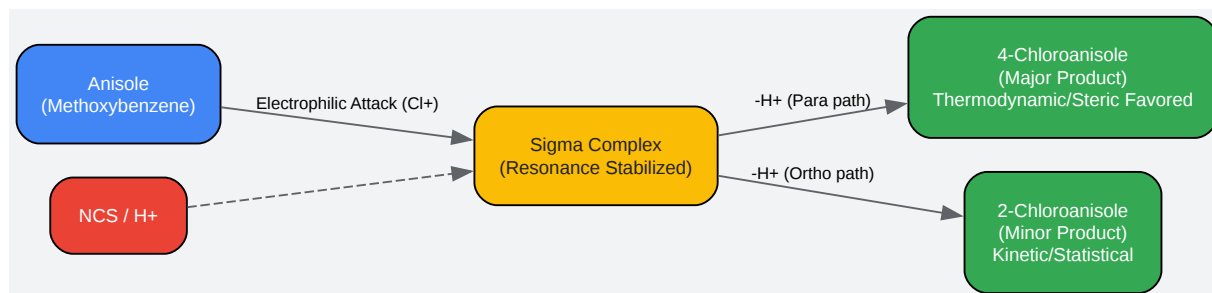 Anisole
(Methoxybenzene)
NCS / H+
Electrophilic Attack (Cl+)
Sigma Complex
(Resonance Stabilized)
-H+ (Para path)
-H+ (Ortho path)
4-Chloroanisole
(Major Product)
Thermodynamic/Steric Favored
2-Chloroanisole
(Minor Product)
Kinetic/Statistical